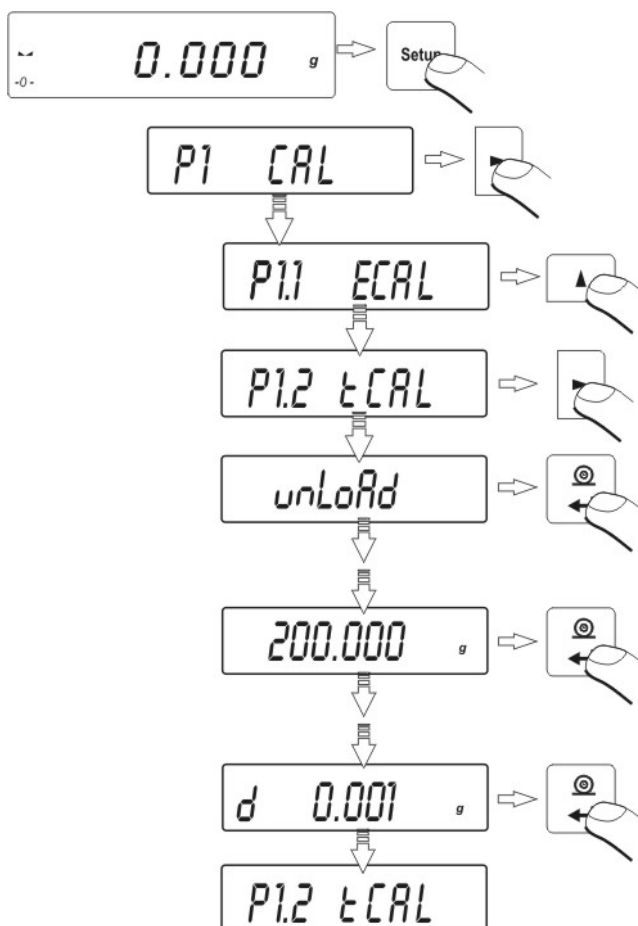 0.000 g
-0-
Setup
P1 CAL
P1.1 ECAL
P1.2 tCAL
unLoAd
200.000 g
d 0.001 g
P1.2 tCAL